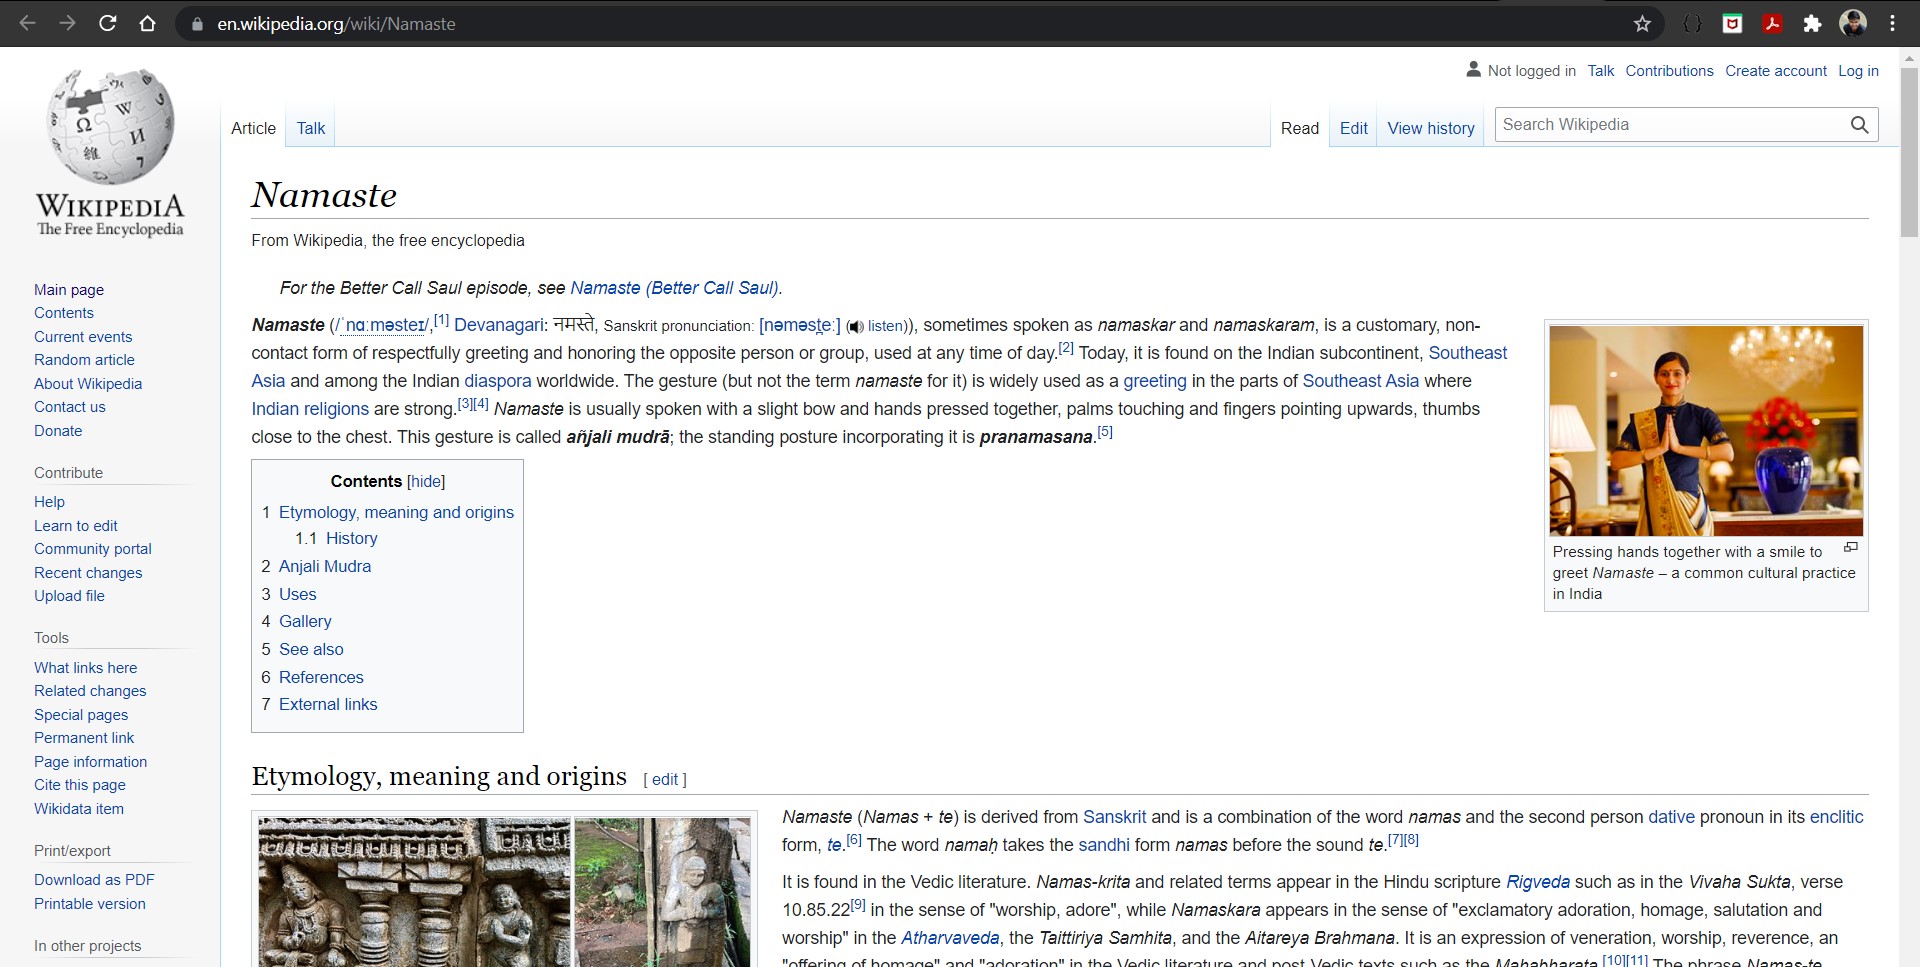 en.wikipedia.org/wiki/Namaste
Not logged in Talk Contributions Create account Log in
Article Talk Read Edit View history Search Wikipedia
WIKIPEDIA
The Free Encyclopedia
Main page
Contents
Current events
Random article
About Wikipedia
Contact us
Donate
Contribute
Help
Learn to edit
Community portal
Recent changes
Upload file
Tools
What links here
Related changes
Special pages
Permanent link
Page information
Cite this page
Wikidata item
Print/export
Download as PDF
Printable version
In other projects
Namaste
From Wikipedia, the free encyclopedia
For the Better Call Saul episode, see Namaste (Better Call Saul).
Namaste (/ˈnɑːməsteɪ/,[1] Devanagari: नमस्ते, Sanskrit pronunciation: [nəməst̪eː] (listen)), sometimes spoken as namaskar and namaskaram, is a customary, non-
contact form of respectfully greeting and honoring the opposite person or group, used at any time of day.[2] Today, it is found on the Indian subcontinent, Southeast
Asia and among the Indian diaspora worldwide. The gesture (but not the term namaste for it) is widely used as a greeting in the parts of Southeast Asia where
Indian religions are strong.[3][4] Namaste is usually spoken with a slight bow and hands pressed together, palms touching and fingers pointing upwards, thumbs
close to the chest. This gesture is called añjali mudrā; the standing posture incorporating it is pranamasana.[5]
Pressing hands together with a smile to
greet Namaste – a common cultural practice
in India
Contents [hide]
1 Etymology, meaning and origins
1.1 History
2 Anjali Mudra
3 Uses
4 Gallery
5 See also
6 References
7 External links
Etymology, meaning and origins [ edit ]
Namaste (Namas + te) is derived from Sanskrit and is a combination of the word namas and the second person dative pronoun in its enclitic
form, te.[6] The word namaḥ takes the sandhi form namas before the sound te.[7][8]
It is found in the Vedic literature. Namas-krita and related terms appear in the Hindu scripture Rigveda such as in the Vivaha Sukta, verse
10.85.22[9] in the sense of "worship, adore", while Namaskara appears in the sense of "exclamatory adoration, homage, salutation and
worship" in the Atharvaveda, the Taittiriya Samhita, and the Aitareya Brahmana. It is an expression of veneration, worship, reverence, an
"offering of homage" and "adoration" in the Vedic literature and post-Vedic texts such as the Mahabharata.[10][11] The phrase Namas-te